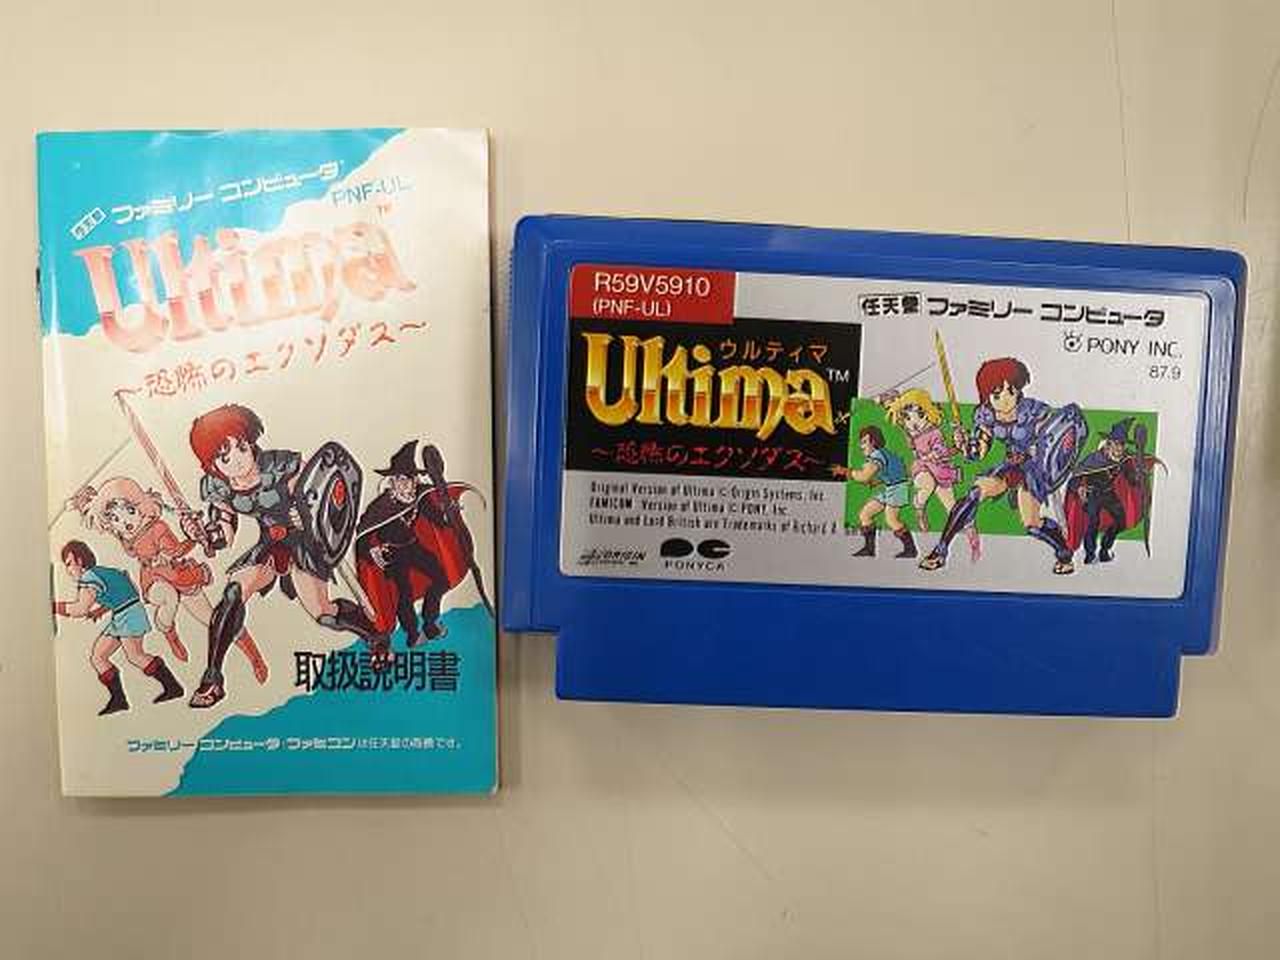 任天堂 ファミリー コンピュータ
PNF-UL
Ultima™
～恐怖のエクソダス～
取扱説明書
ファミリー コンピュータ・ファミコンは任天堂の商標です。
R59V5910
(PNF-UL)
任天堂 ファミリー コンピュータ
PONY INC.
87.9
ウルティマ
Ultima™
～恐怖のエクソダス～
Original Version of Ultima © Origin Systems, Inc.
FAMICOM Version of Ultima © PONY, Inc.
Ultima and Lord British are Trademarks of Richard
ORIGIN
PONYCA